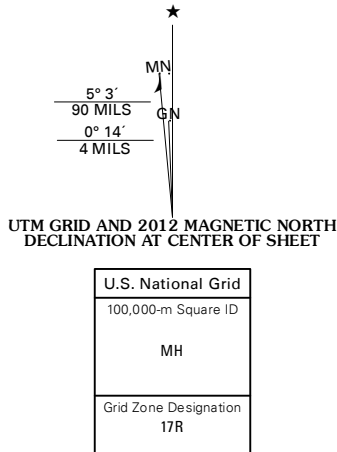 ★
MN
5° 3´
90 MILS
GN
0° 14´
4 MILS
UTM GRID AND 2012 MAGNETIC NORTH
DECLINATION AT CENTER OF SHEET
U.S. National Grid
100,000-m Square ID
MH
Grid Zone Designation
17R